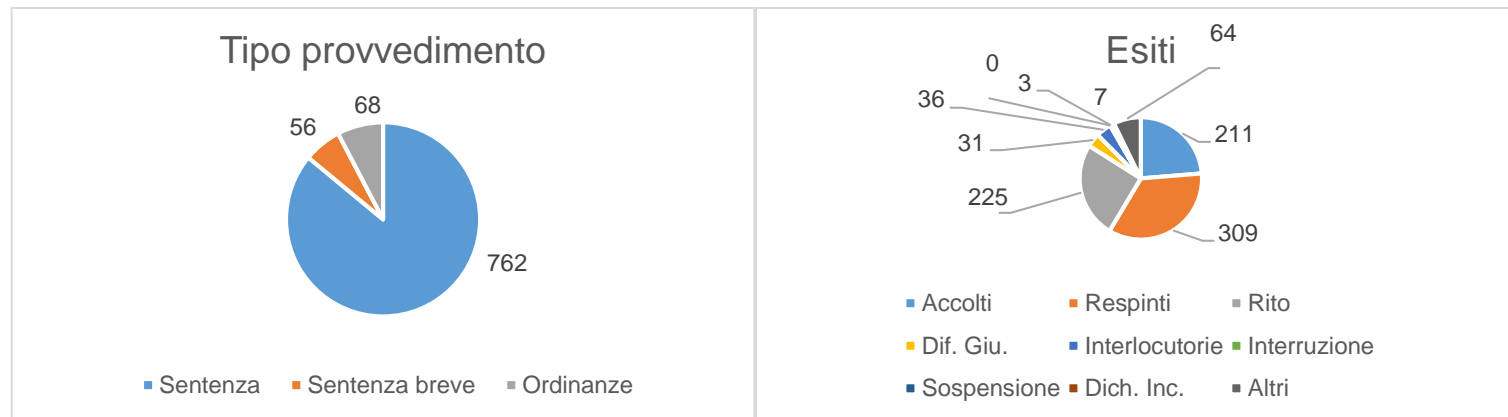 Tipo provvedimento
68
56
762
Sentenza Sentenza breve Ordinanze
Esiti
64
0
3
7
36
211
31
225
309
Accolti Respinti Rito
Dif. Giu. Interlocutorie Interruzione
Sospensione Dich. Inc. Altri